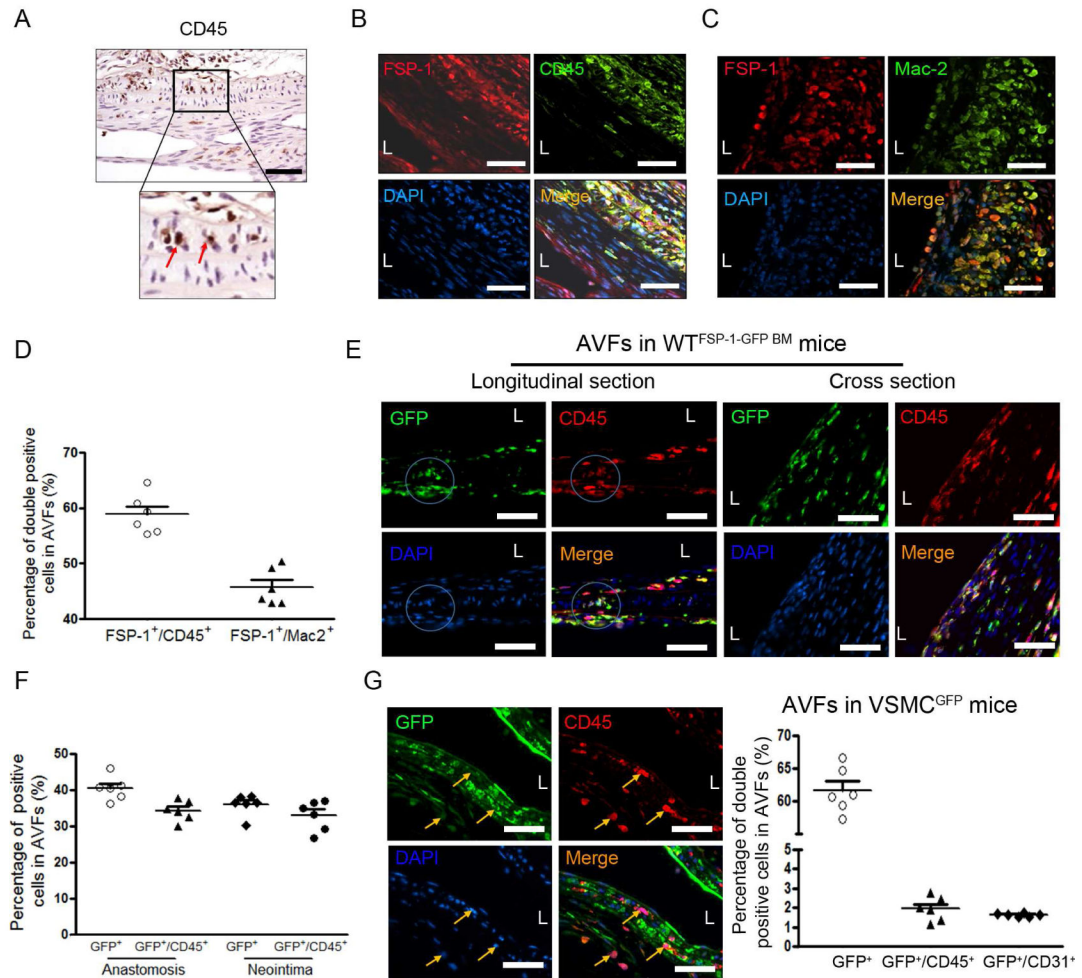 A
CD45
B
FSP-1
CD45
L
DAPI
Merge
L
C
FSP-1
Mac-2
L
DAPI
Merge
L
D
Percentage of double positive
cells in AVFs (%)
70
60
50
40
FSP-1⁺/CD45⁺
FSP-1⁺/Mac2⁺
E
AVFs in WT^FSP-1-GFP BM mice
Longitudinal section
Cross section
GFP
L
CD45
L
GFP
L
CD45
L
DAPI
L
Merge
L
DAPI
L
Merge
L
F
Percentage of positive
cells in AVFs (%)
50
40
30
20
10
0
GFP⁺
GFP⁺/CD45⁺
GFP⁺
GFP⁺/CD45⁺
Anastomosis
Neointima
G
GFP
L
CD45
L
DAPI
L
Merge
L
AVFs in VSMC^GFP mice
Percentage of double
positive cells in AVFs (%)
70
65
60
5
4
3
2
1
0
GFP⁺
GFP⁺/CD45⁺
GFP⁺/CD31⁺